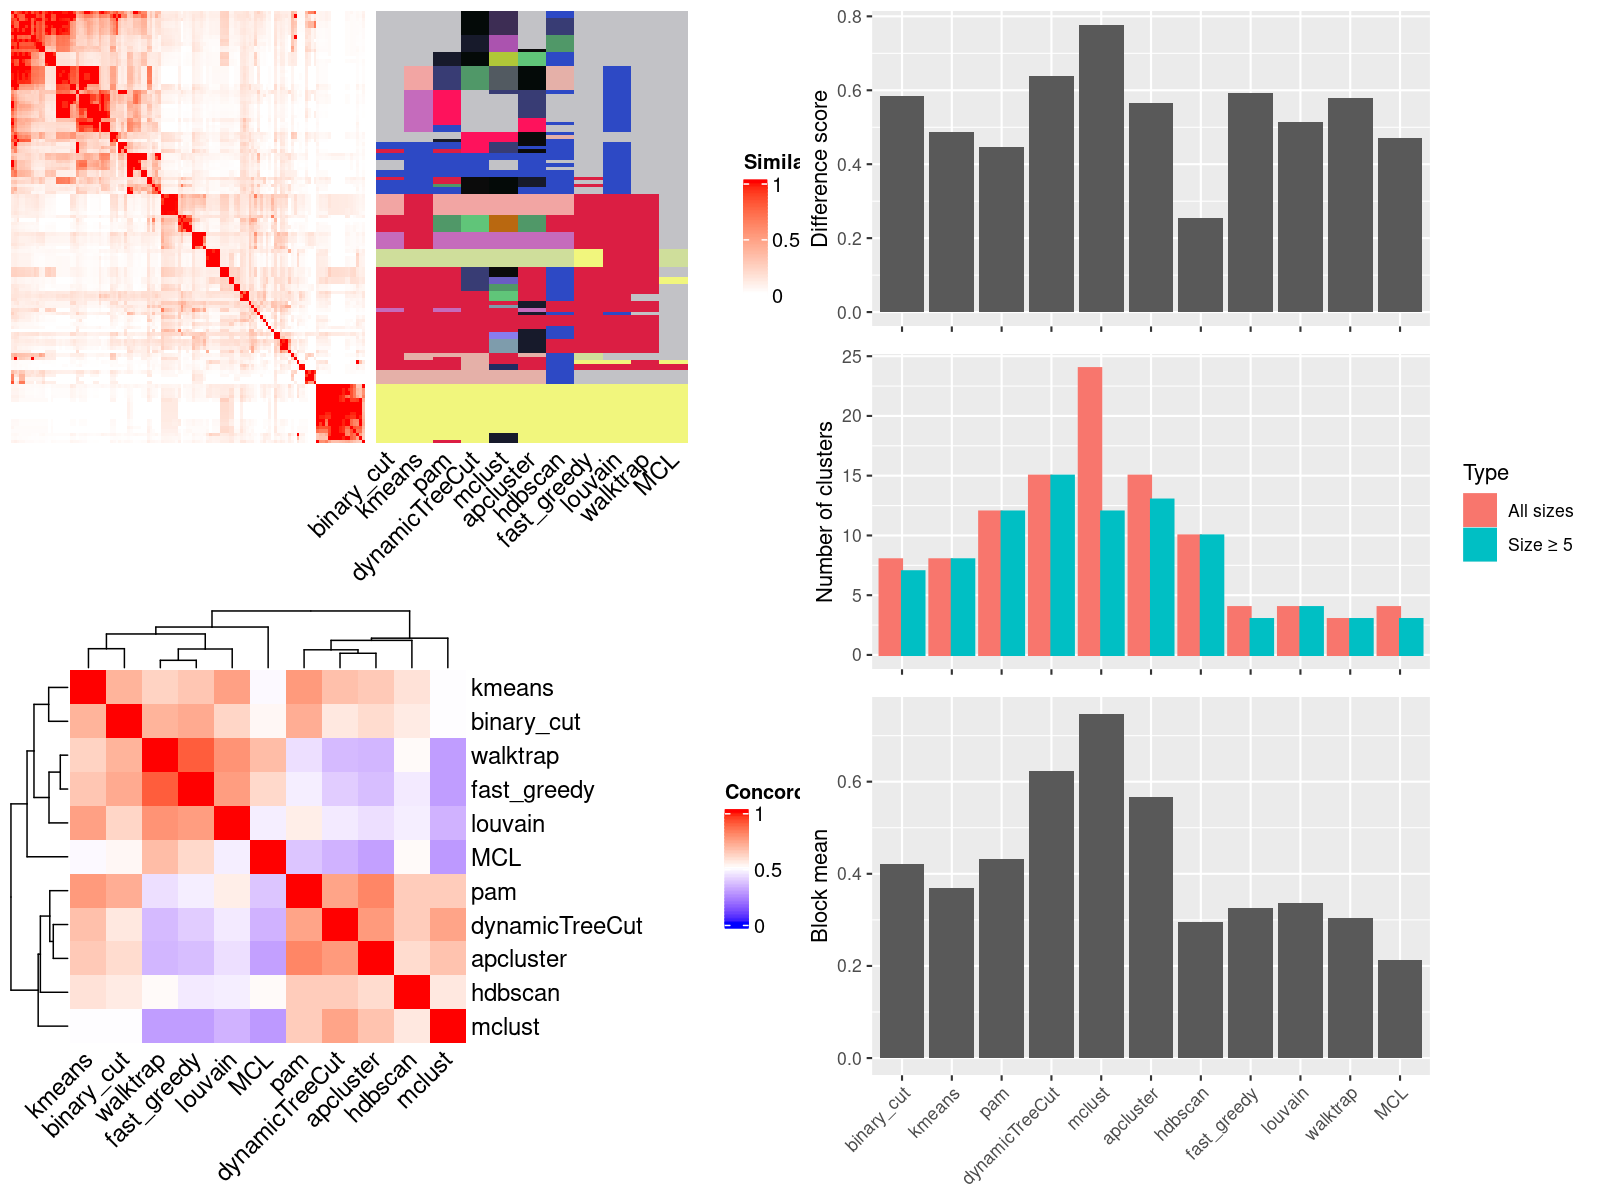 Simila
1
0.5
0
binary_cut
kmeans
pam
dynamicTreeCut
mclust
apcluster
hdbscan
fast_greedy
louvain
walktrap
MCL
kmeans
binary_cut
walktrap
fast_greedy
louvain
MCL
pam
dynamicTreeCut
apcluster
hdbscan
mclust
kmeans
binary_cut
walktrap
fast_greedy
louvain
MCL
pam
dynamicTreeCut
apcluster
hdbscan
mclust
Concord
1
0.5
0
Difference score
0.8
0.6
0.4
0.2
0.0
Number of clusters
25
20
15
10
5
0
Type
All sizes
Size ≥ 5
Block mean
0.6
0.4
0.2
0.0
binary_cut
kmeans
pam
dynamicTreeCut
mclust
apcluster
hdbscan
fast_greedy
louvain
walktrap
MCL